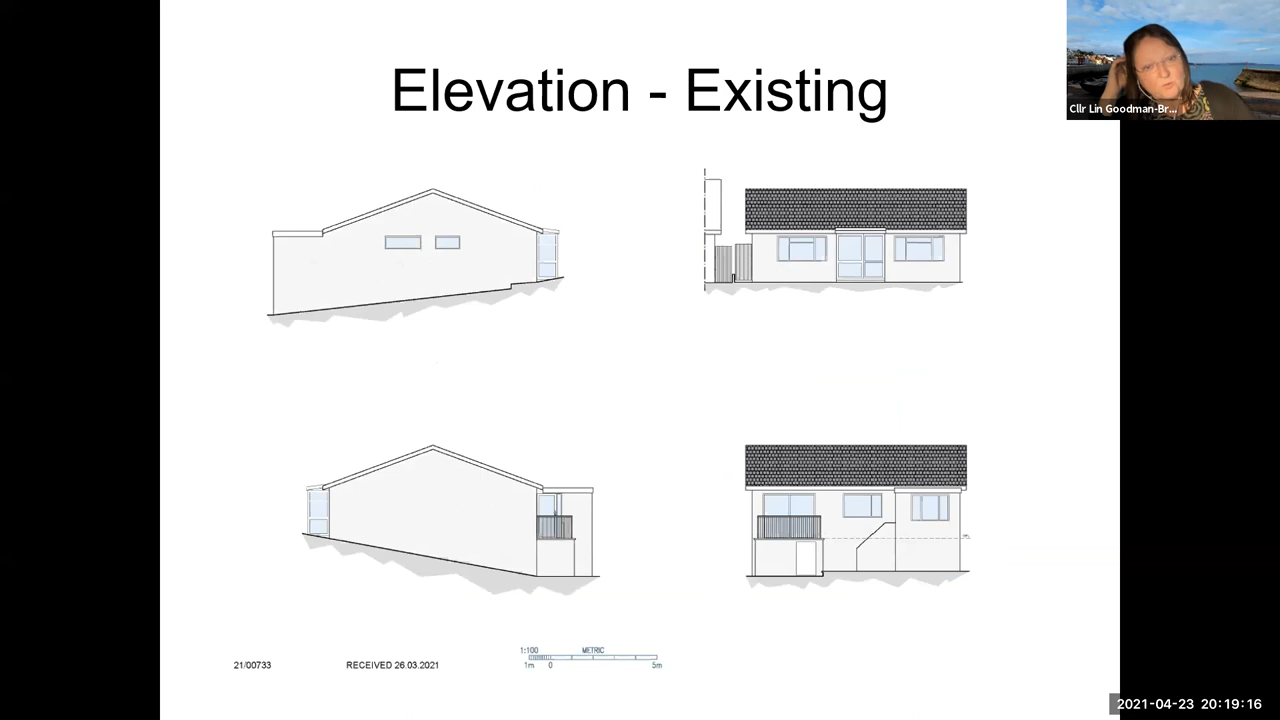 Elevation - Existing
Cllr Lin Goodman-Br...
21/00733
RECEIVED 26.03.2021
1:100
METRIC
1m 0 5m
2021-04-23 20:19:16